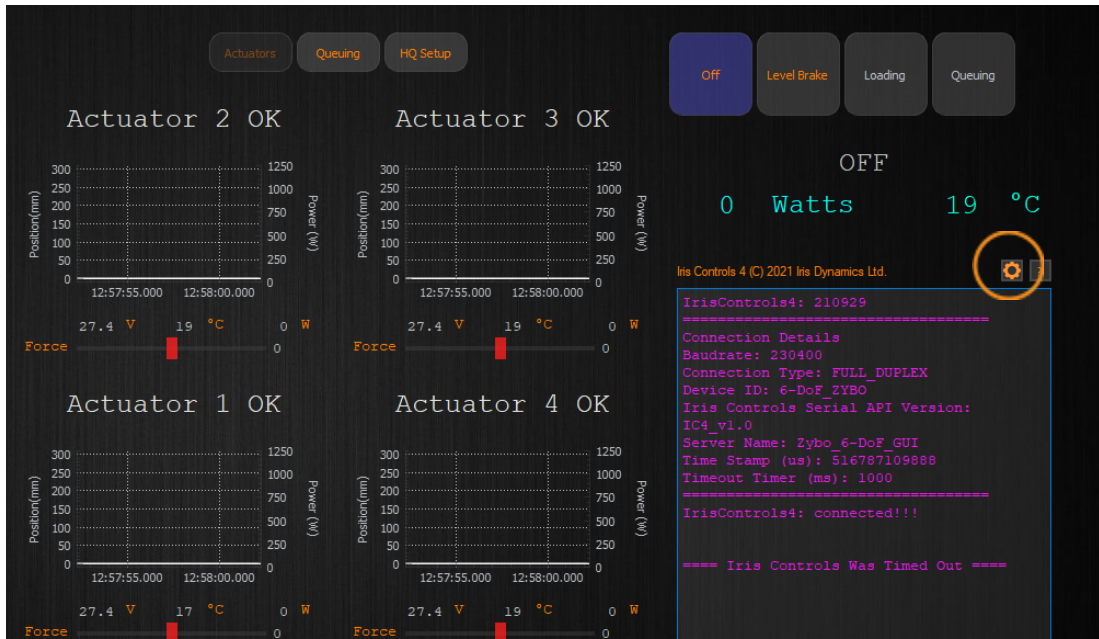 Actuators Queuing HQ Setup
Off Level Brake Loading Queuing
OFF
0 Watts 19 °C
Iris Controls 4 (C) 2021 Iris Dynamics Ltd.
IrisControls4: 210929
===================================
Connection Details
Baudrate: 230400
Connection Type: FULL_DUPLEX
Device ID: 6-DoF_ZYBO
Iris Controls Serial API Version:
IC4_v1.0
Server Name: Zybo_6-DoF_GUI
Time Stamp (us): 516787109888
Timeout Timer (ms): 1000
===================================
IrisControls4: connected!!!
==== Iris Controls Was Timed Out ====
Actuator 2 OK
Position(mm)
300
250
200
150
100
50
0
1250
1000
750
500
250
0
Power (W)
12:57:55.000 12:58:00.000
27.4 V 19 °C 0 W
Force 0
Actuator 3 OK
Position(mm)
300
250
200
150
100
50
0
1250
1000
750
500
250
0
Power (W)
12:57:55.000 12:58:00.000
27.4 V 19 °C 0 W
Force 0
Actuator 1 OK
Position(mm)
300
250
200
150
100
50
0
1250
1000
750
500
250
0
Power (W)
12:57:55.000 12:58:00.000
27.4 V 17 °C 0 W
Force 0
Actuator 4 OK
Position(mm)
300
250
200
150
100
50
0
1250
1000
750
500
250
0
Power (W)
12:57:55.000 12:58:00.000
27.4 V 19 °C 0 W
Force 0